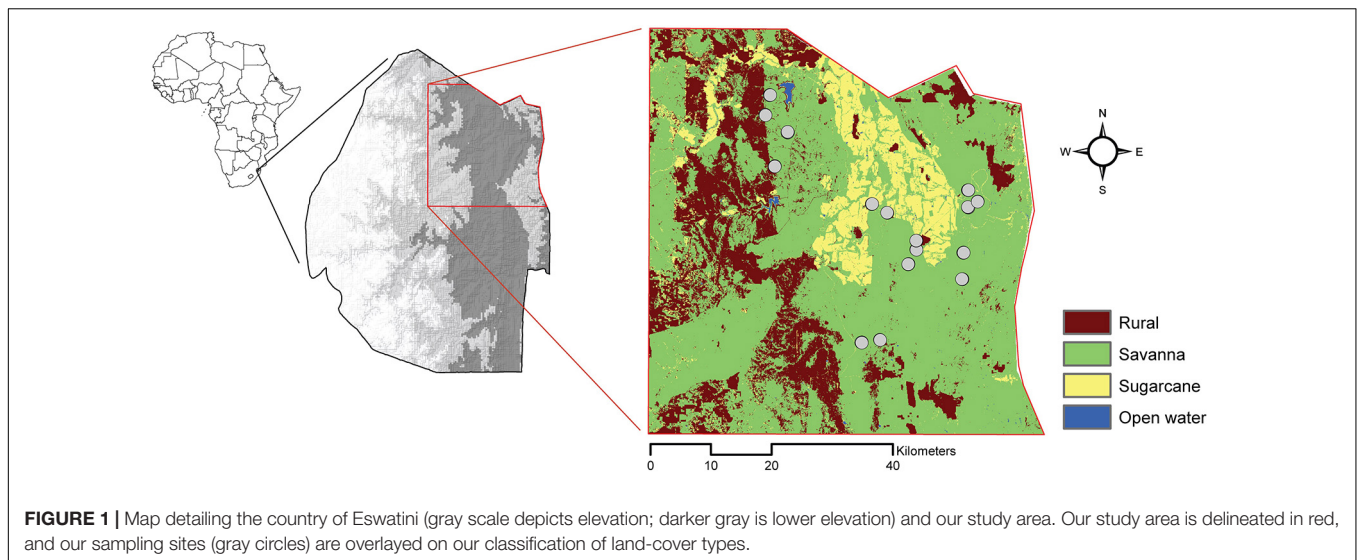 N
W E
S
Rural
Savanna
Sugarcane
Open water
Kilometers
0 10 20 40
FIGURE 1 | Map detailing the country of Eswatini (gray scale depicts elevation; darker gray is lower elevation) and our study area. Our study area is delineated in red,
and our sampling sites (gray circles) are overlayed on our classification of land-cover types.